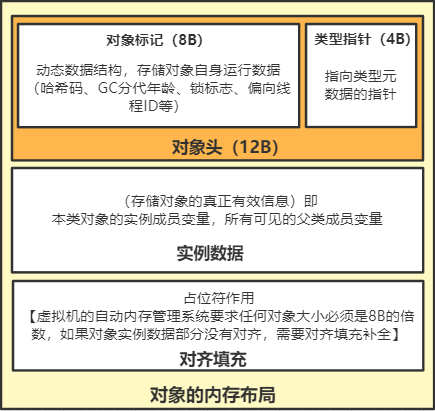 对象标记（8B）
动态数据结构，存储对象自身运行数据
（哈希码、GC分代年龄、锁标志、偏向线
程ID等）
类型指针（4B）
指向类型元
数据的指针
对象头（12B）
（存储对象的真正有效信息）即
本类对象的实例成员变量，所有可见的父类成员变量
实例数据
占位符作用
【虚拟机的自动内存管理系统要求任何对象大小必须是8B的倍
数，如果对象实例数据部分没有对齐，需要对齐填充补全】
对齐填充
对象的内存布局